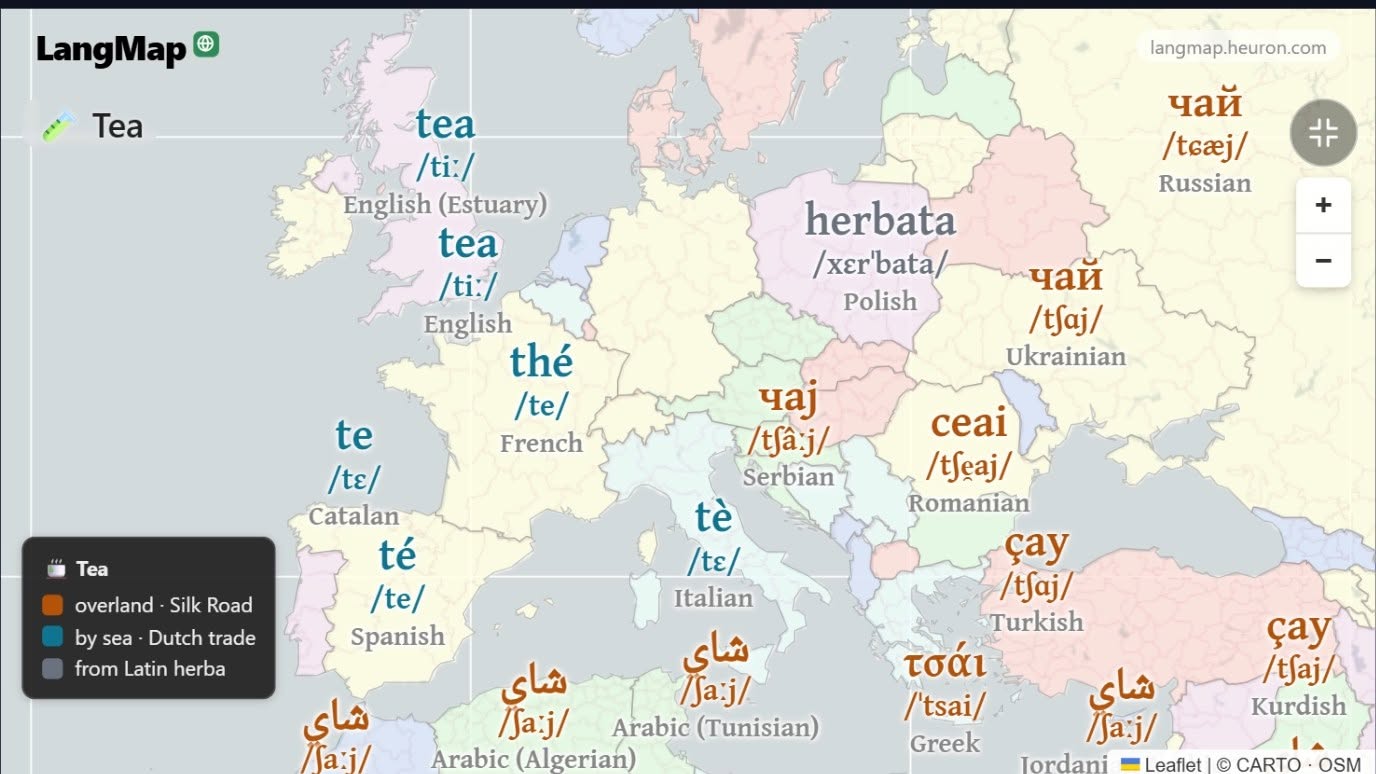 LangMap
langmap.heuron.com
Tea
tea
/tiː/
English (Estuary)
tea
/tiː/
English
чай
/tɕæj/
Russian
herbata
/xɛrˈbata/
Polish
чай
/tʃɑj/
Ukrainian
thé
/te/
French
чај
/tʃâːj/
Serbian
ceai
/tʃe̯aj/
Romanian
te
/tɛ/
Catalan
tè
/tɛ/
Italian
té
/te/
Spanish
çay
/tʃɑj/
Turkish
çay
/tʃaj/
Kurdish
τσάι
/ˈtsai/
Greek
شاي
/ʃaːj/
Arabic (Tunisian)
شاي
/ʃaːj/
Arabic (Algerian)
شاي
/ʃaːj/
شاي
/ʃaːj/
Tea
overland · Silk Road
by sea · Dutch trade
from Latin herba
+
−
Leaflet | © CARTO · OSM